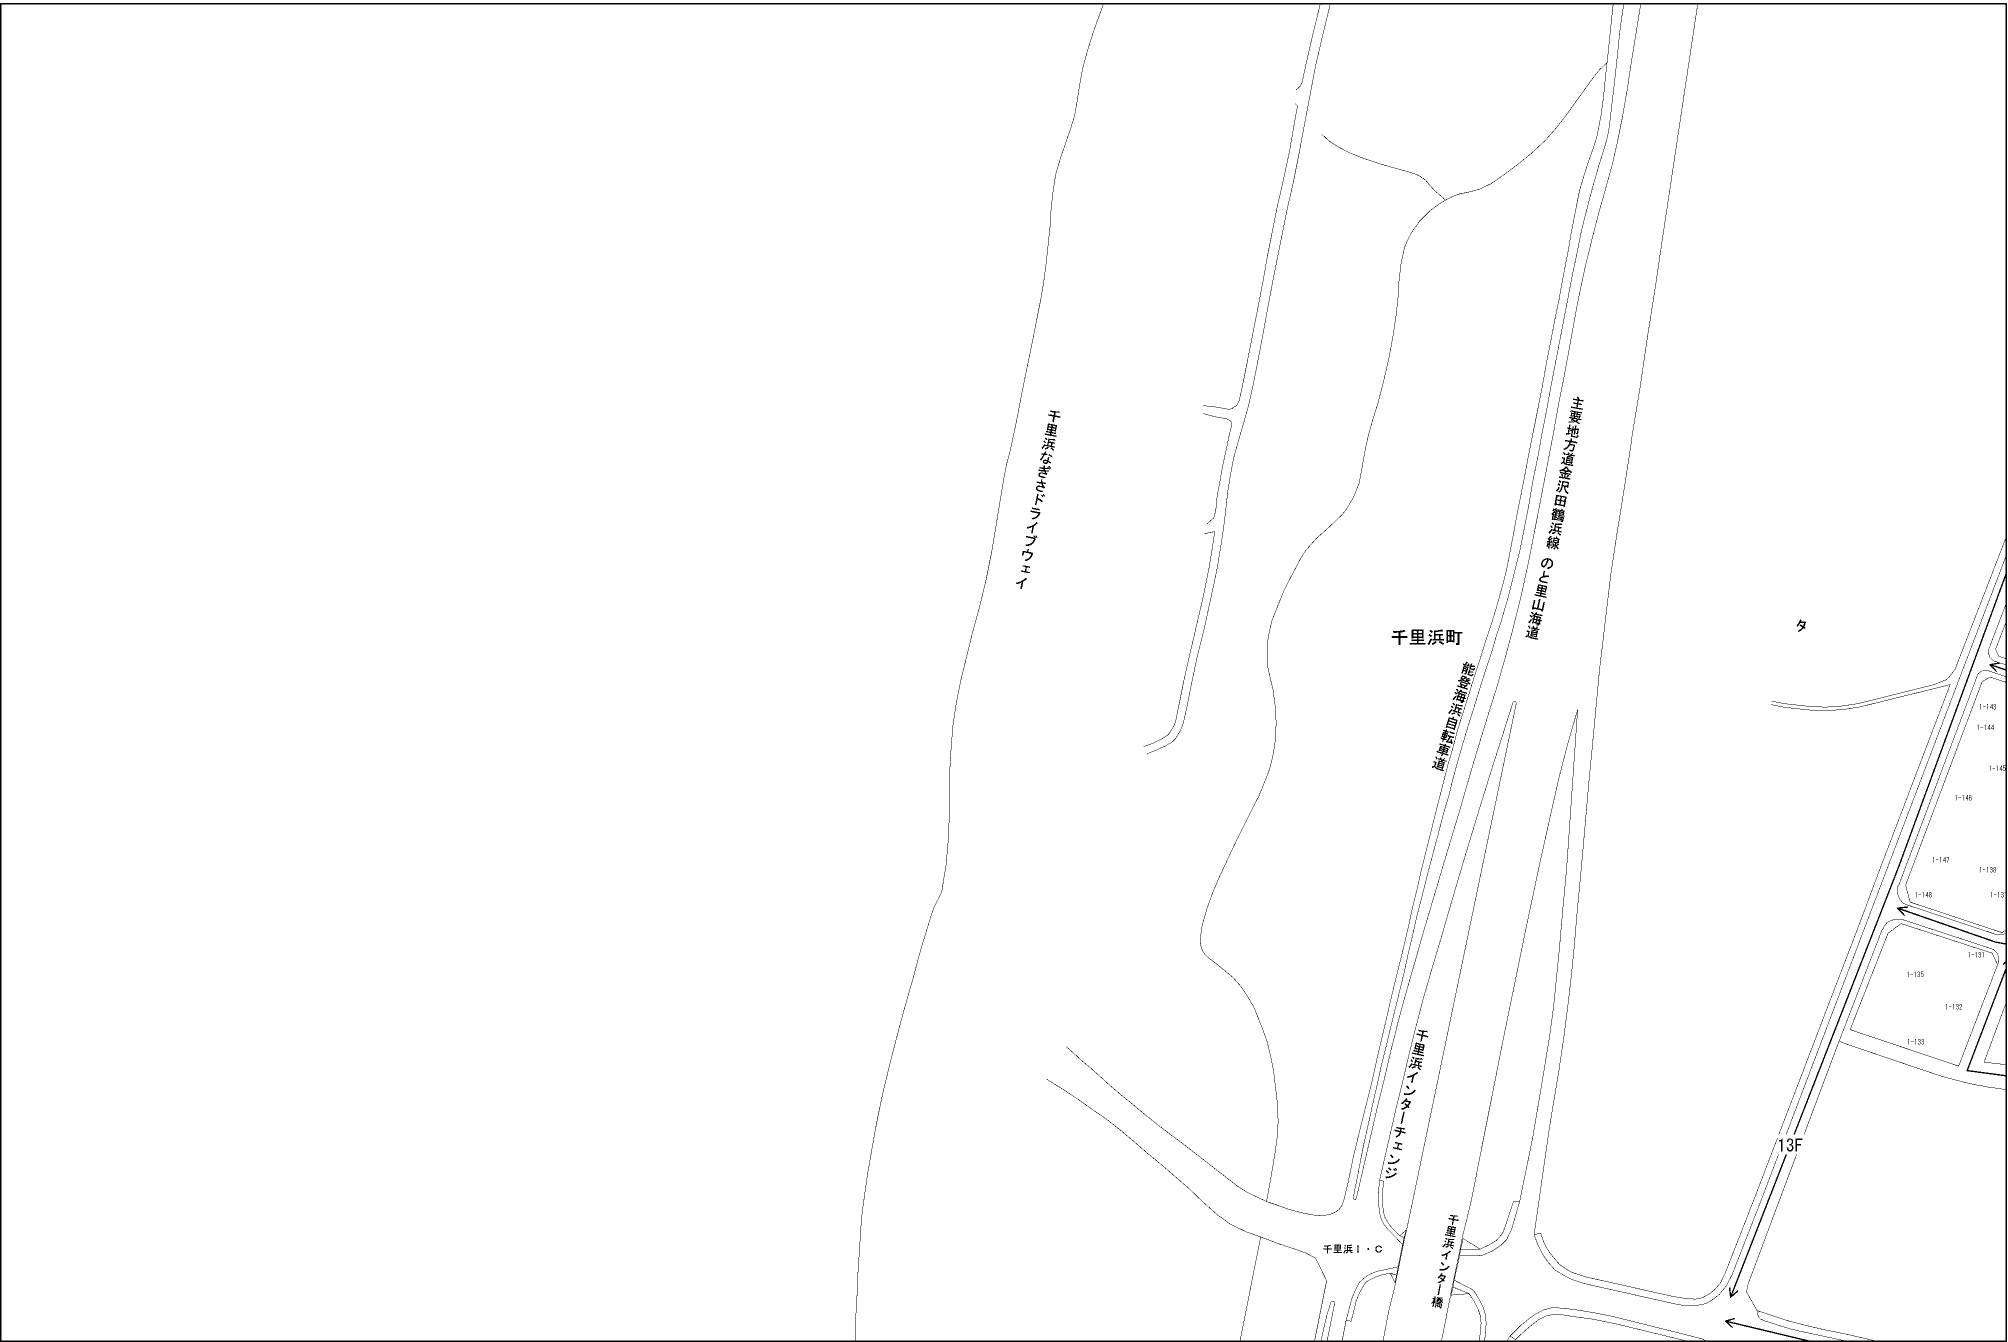 千里浜なぎさドライブウェイ
主要地方道金沢田鶴浜線 のと里山海道
千里浜町
能登海浜自転車道
タ
1-143
1-144
1-145
1-146
1-147
1-138
1-148
1-131
1-135
1-132
1-133
千里浜インターチェンジ
13F
千里浜I・C
千里浜インター橋